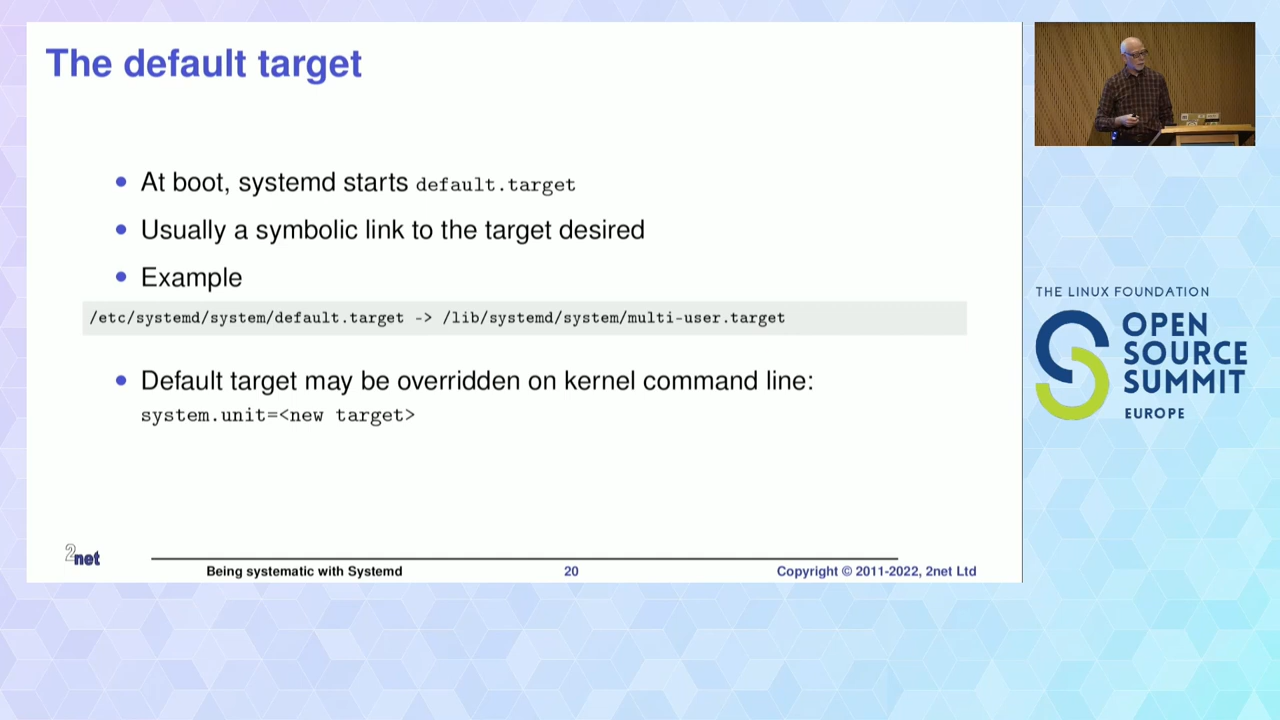 The default target
At boot, systemd starts default.target
Usually a symbolic link to the target desired
Example
/etc/systemd/system/default.target -> /lib/systemd/system/multi-user.target
Default target may be overridden on kernel command line:
system.unit=<new target>
2net
Being systematic with Systemd
20
Copyright © 2011-2022, 2net Ltd
THE LINUX FOUNDATION
OPEN
SOURCE
SUMMIT
EUROPE